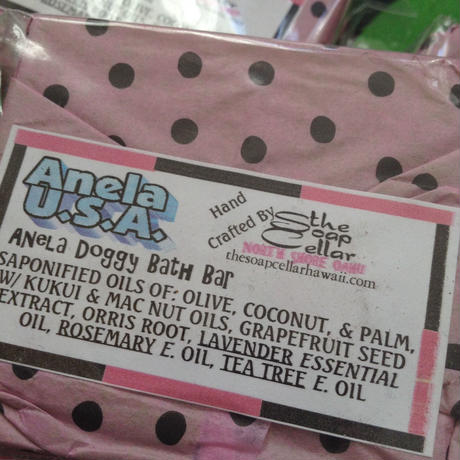 Anela
U.S.A.
Hand
Crafted By
the
Soap
Cellar
NORTH SHORE OAHU
thesoapcellarhawaii.com
ANela Doggy Bath Bar
SAPONIFIED OILS OF: OLIVE, COCONUT, & PALM,
W/ KUKUI & MAC NUT OILS, GRAPEFRUIT SEED
EXTRACT, ORRIS ROOT, LAVENDER ESSENTIAL
OIL, ROSEMARY E. OIL, TEA TREE E. OIL